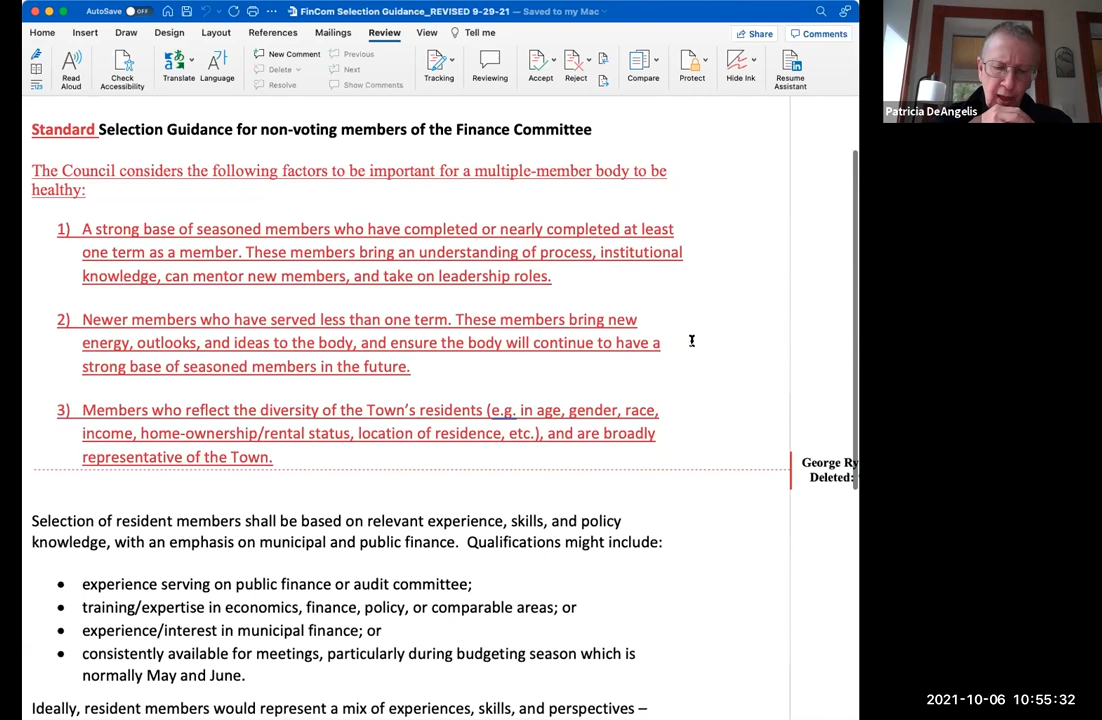 AutoSave OFF
FinCom Selection Guidance_REVISED 9-29-21 — Saved to my Mac
Home Insert Draw Design Layout References Mailings Review View Tell me Share Comments
Read Aloud
Check Accessibility
Translate
Language
New Comment
Delete
Resolve
Previous
Next
Show Comments
Tracking
Reviewing
Accept
Reject
Compare
Protect
Hide Ink
Resume Assistant
Patricia DeAngelis
Standard Selection Guidance for non-voting members of the Finance Committee
The Council considers the following factors to be important for a multiple-member body to be
healthy:
1) A strong base of seasoned members who have completed or nearly completed at least
one term as a member. These members bring an understanding of process, institutional
knowledge, can mentor new members, and take on leadership roles.
2) Newer members who have served less than one term. These members bring new
energy, outlooks, and ideas to the body, and ensure the body will continue to have a
strong base of seasoned members in the future.
3) Members who reflect the diversity of the Town's residents (e.g. in age, gender, race,
income, home-ownership/rental status, location of residence, etc.), and are broadly
representative of the Town.
George Ry
Deleted:
Selection of resident members shall be based on relevant experience, skills, and policy
knowledge, with an emphasis on municipal and public finance. Qualifications might include:
• experience serving on public finance or audit committee;
• training/expertise in economics, finance, policy, or comparable areas; or
• experience/interest in municipal finance; or
• consistently available for meetings, particularly during budgeting season which is
normally May and June.
Ideally, resident members would represent a mix of experiences, skills, and perspectives –
2021-10-06 10:55:32